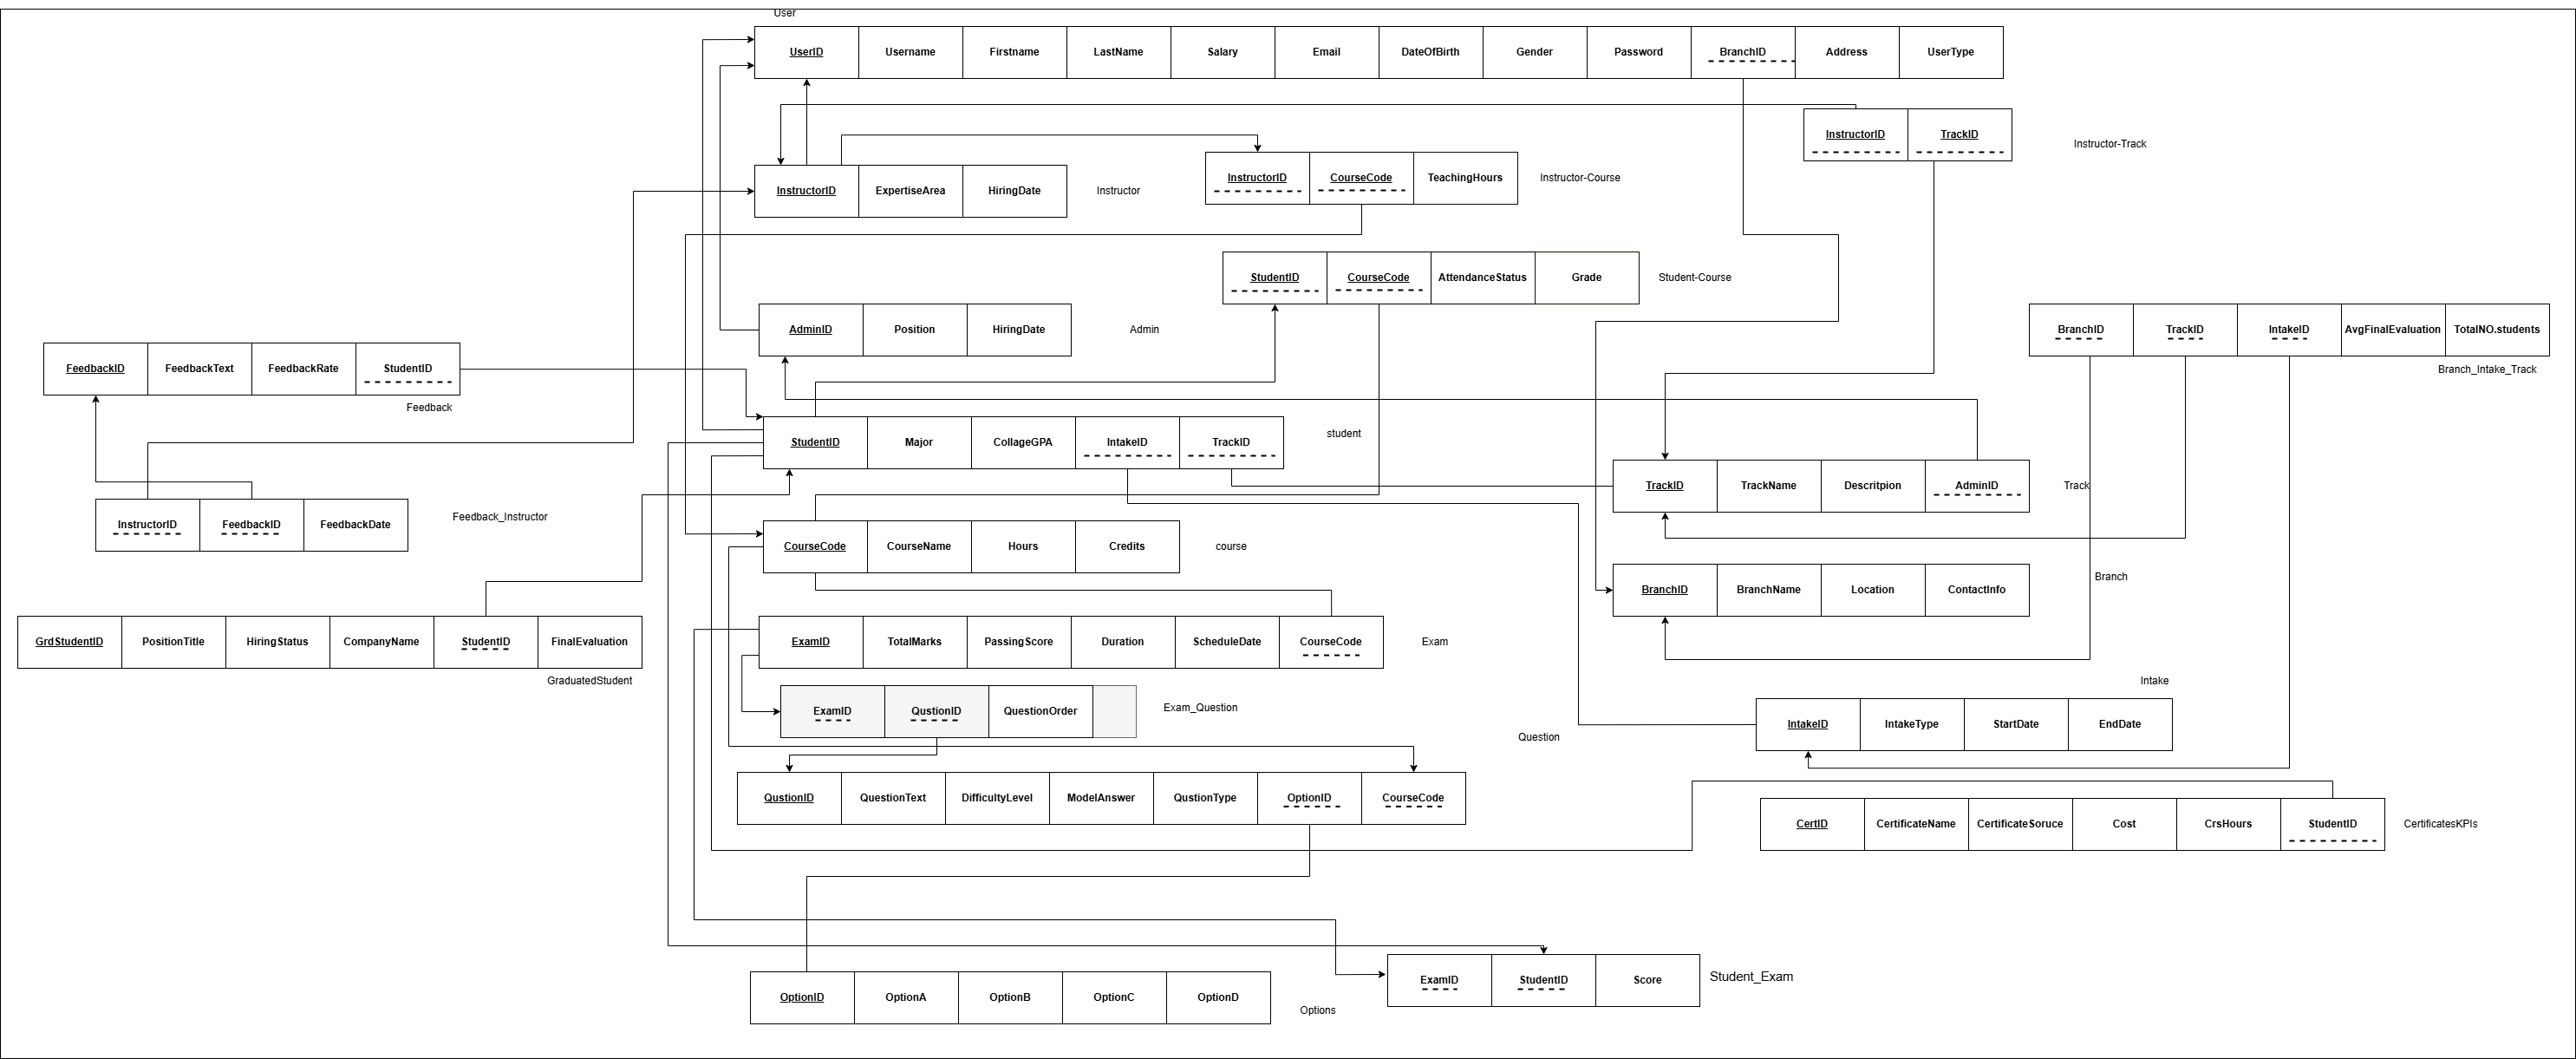 User
UserID Username Firstname LastName Salary Email DateOfBirth Gender Password BranchID Address UserType
InstructorID TrackID
Instructor-Track
InstructorID ExpertiseArea HiringDate
Instructor
InstructorID CourseCode TeachingHours
Instructor-Course
StudentID CourseCode AttendanceStatus Grade
Student-Course
AdminID Position HiringDate
Admin
BranchID TrackID IntakeID AvgFinalEvaluation TotalNO.students
Branch_Intake_Track
FeedbackID FeedbackText FeedbackRate StudentID
Feedback
StudentID Major CollageGPA IntakeID TrackID
student
TrackID TrackName Descritpion AdminID
Track
InstructorID FeedbackID FeedbackDate
Feedback_Instructor
CourseCode CourseName Hours Credits
course
BranchID BranchName Location ContactInfo
Branch
GrdStudentID PositionTitle HiringStatus CompanyName StudentID FinalEvaluation
GraduatedStudent
ExamID TotalMarks PassingScore Duration ScheduleDate CourseCode
Exam
Intake
ExamID QustionID QuestionOrder
Exam_Question
IntakeID IntakeType StartDate EndDate
Question
QustionID QuestionText DifficultyLevel ModelAnswer QustionType OptionID CourseCode
CertID CertificateName CertificateSoruce Cost CrsHours StudentID
CertificatesKPIs
ExamID StudentID Score
Student_Exam
OptionID OptionA OptionB OptionC OptionD
Options